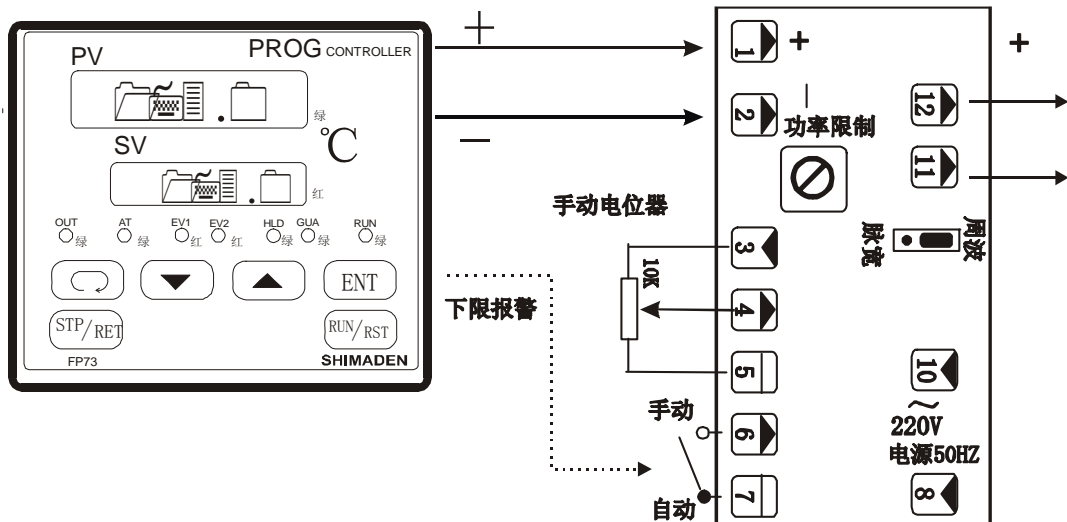 PV
PROG CONTROLLER
绿
℃
SV
红
OUT
绿
AT
绿
EV1
红
EV2
红
HLD
绿
GUA
绿
RUN
绿
ENT
STP/RET
RUN/RST
FP73
SHIMADEN
+
—
下限报警
手动电位器
10K
手动
自动
1
+
2
—
功率限制
3
4
5
6
7
+
12
11
脉宽
周波
10
~
220V
电源50HZ
8